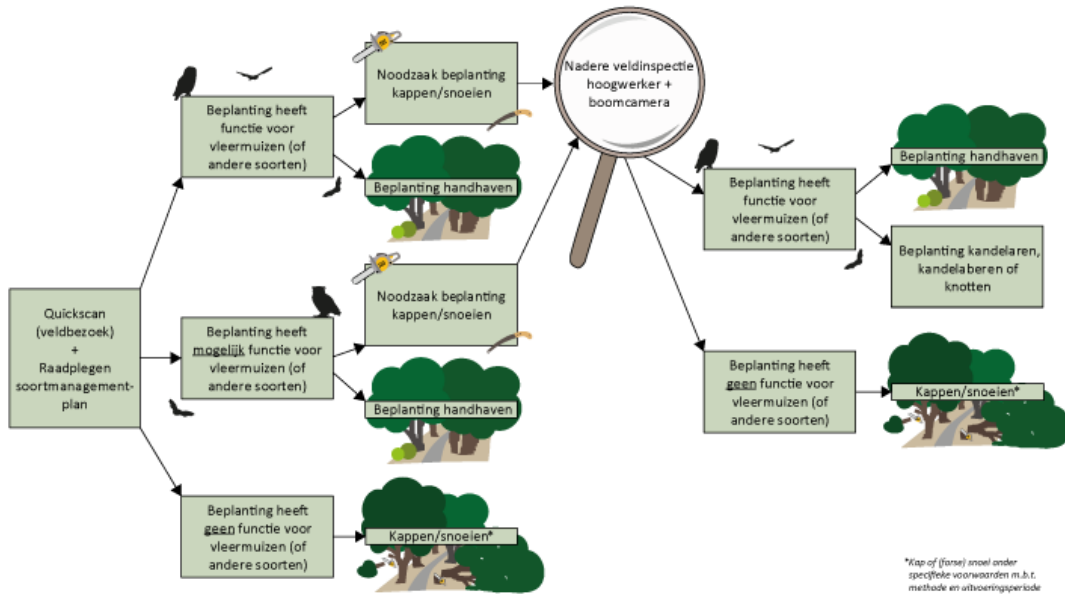 Quickscan
(veldbezoek)
+
Raadplegen
soortmanagement-
plan
Beplanting heeft
functie voor
vleermuizen (of
andere soorten)
Noodzaak beplanting
kappen/snoeien
Beplanting handhaven
Beplanting heeft
mogelijk functie voor
vleermuizen (of
andere soorten)
Noodzaak beplanting
kappen/snoeien
Beplanting handhaven
Beplanting heeft
geen functie voor
vleermuizen (of
andere soorten)
Kappen/snoeien*
Nadere veldinspectie
hoogwerker +
boomcamera
Beplanting heeft
functie voor
vleermuizen (of
andere soorten)
Beplanting handhaven
Beplanting kandelaren,
kandelaberen of
knotten
Beplanting heeft
geen functie voor
vleermuizen (of
andere soorten)
Kappen/snoeien*
*Kap of (forse) snoei onder
specifieke voorwaarden m.b.t.
methode en uitvoeringsperiode